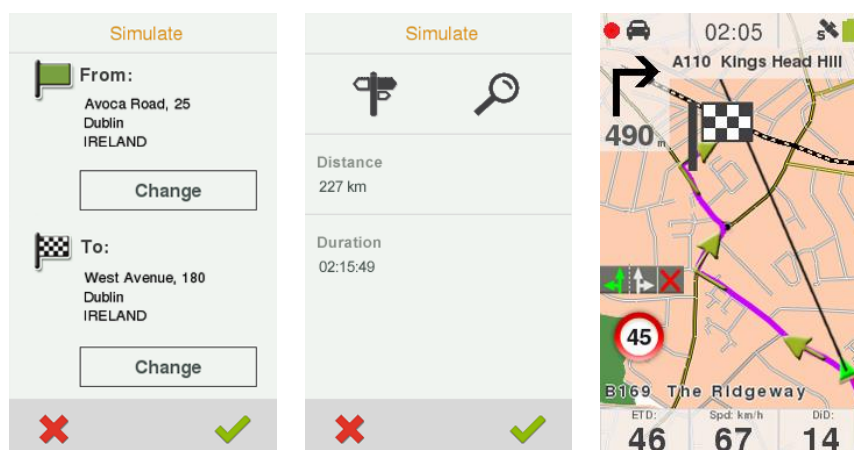 Simulate
From:
Avoca Road, 25
Dublin
IRELAND
Change
To:
West Avenue, 180
Dublin
IRELAND
Change
Simulate
Distance
227 km
Duration
02:15:49
02:05
S
A110 Kings Head Hill
490 m
45
B169 The Ridgeway
ETD:
Spd: km/h
DiD:
46
67
14